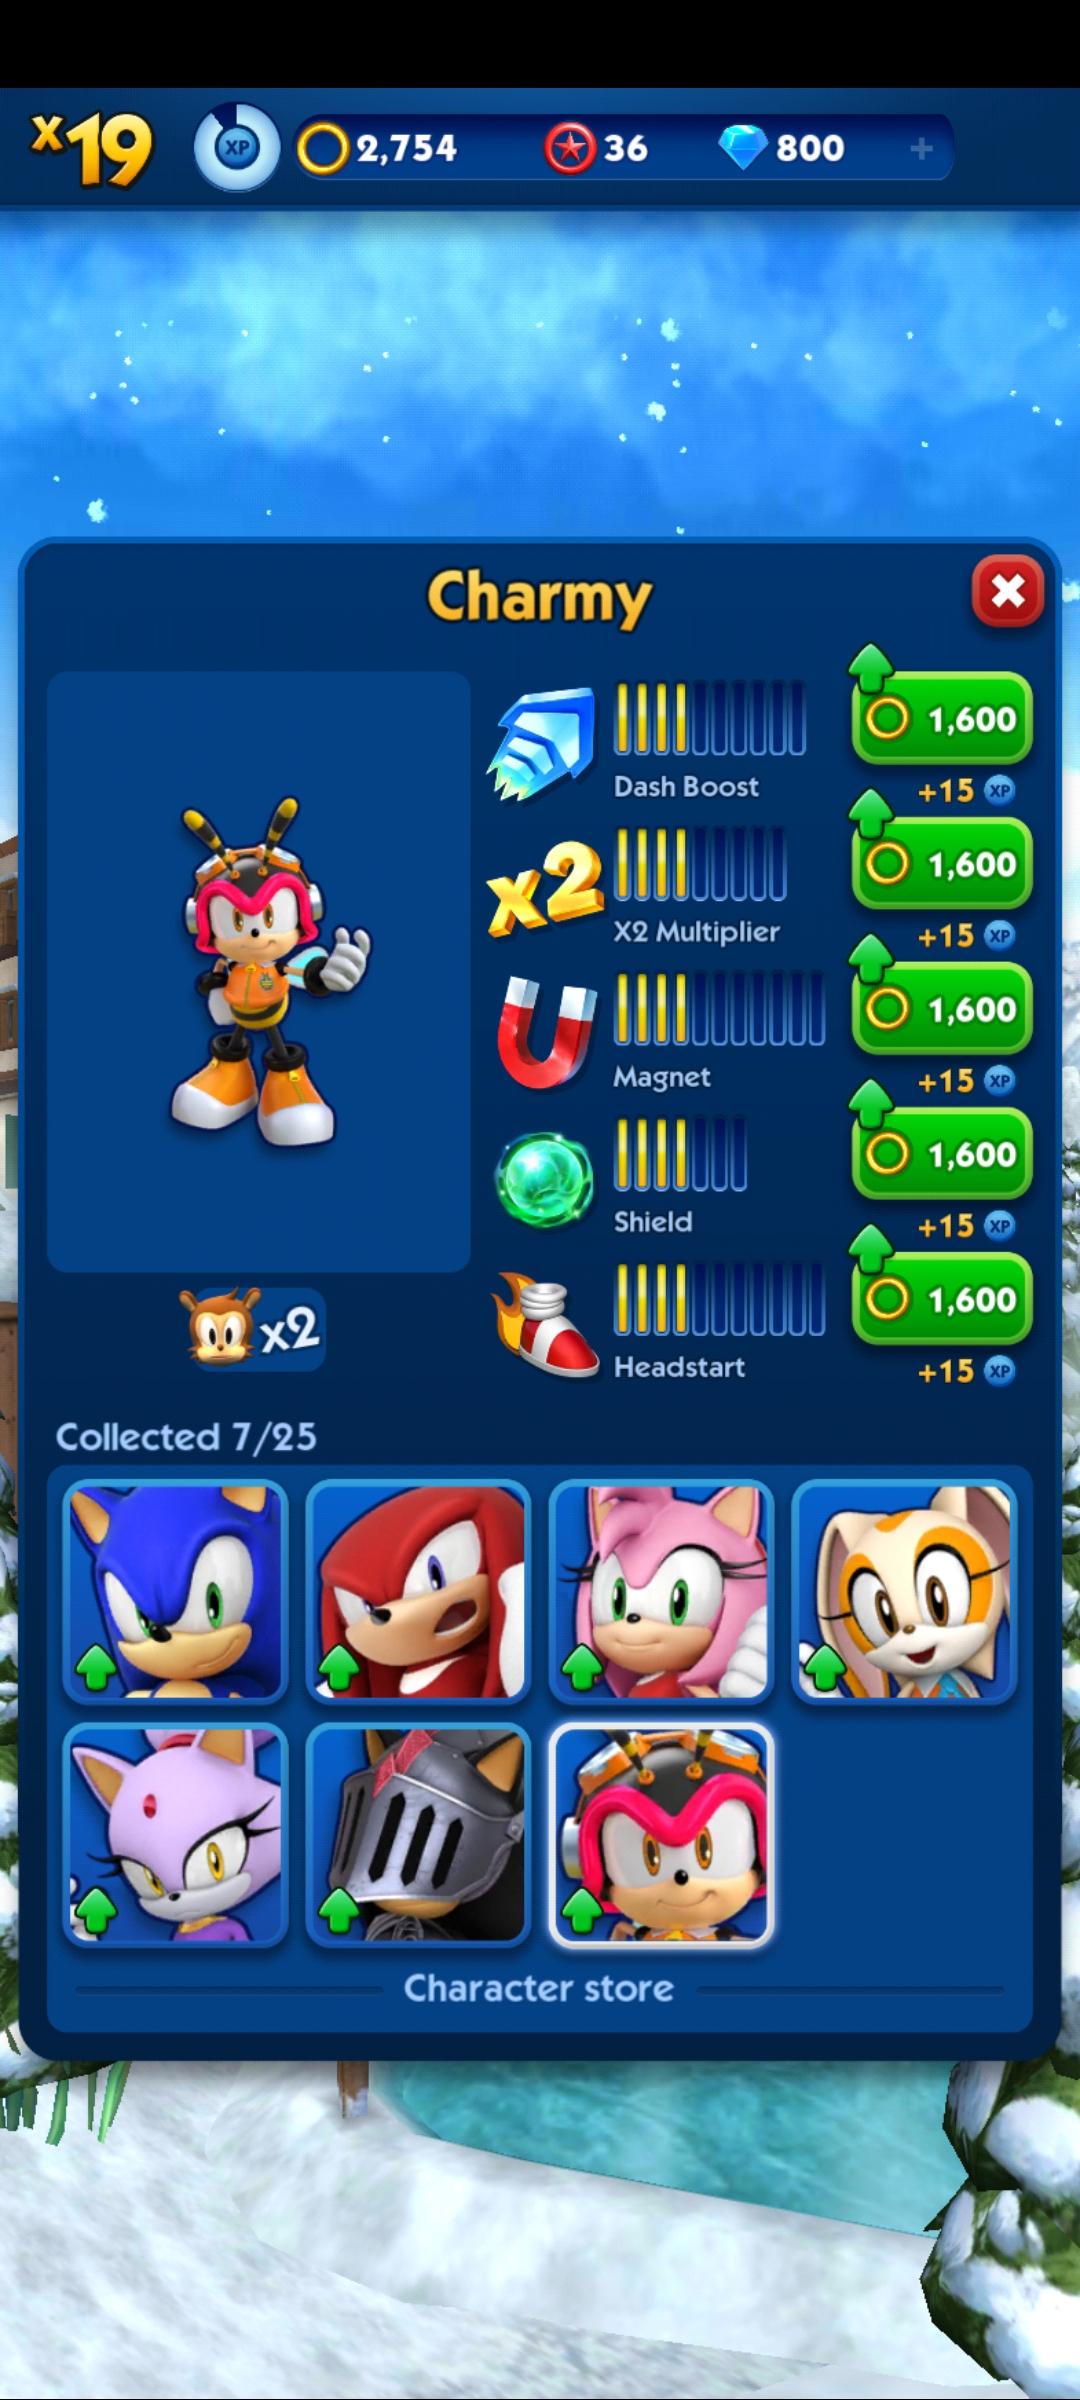 x19 XP 2,754 36 800 +
Charmy
1,600
Dash Boost
+15 XP
x2
1,600
X2 Multiplier
+15 XP
1,600
Magnet
+15 XP
1,600
Shield
+15 XP
x2
1,600
Headstart
+15 XP
Collected 7/25
Character store